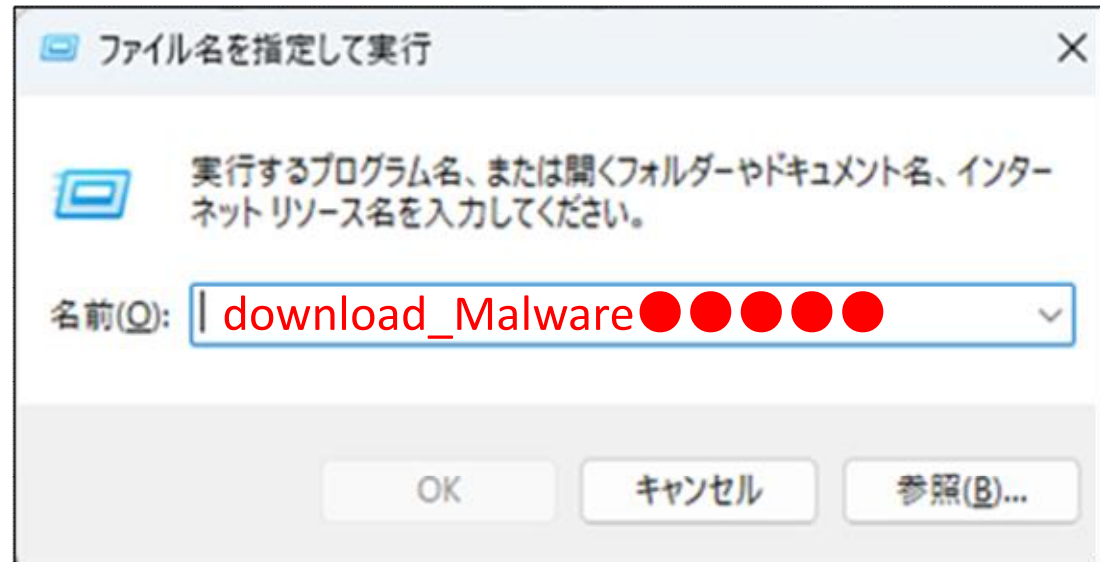 ファイル名を指定して実行
実行するプログラム名、または開くフォルダーやドキュメント名、インター
ネット リソース名を入力してください。
名前(O): download_Malware●●●●●
OK キャンセル 参照(B)...